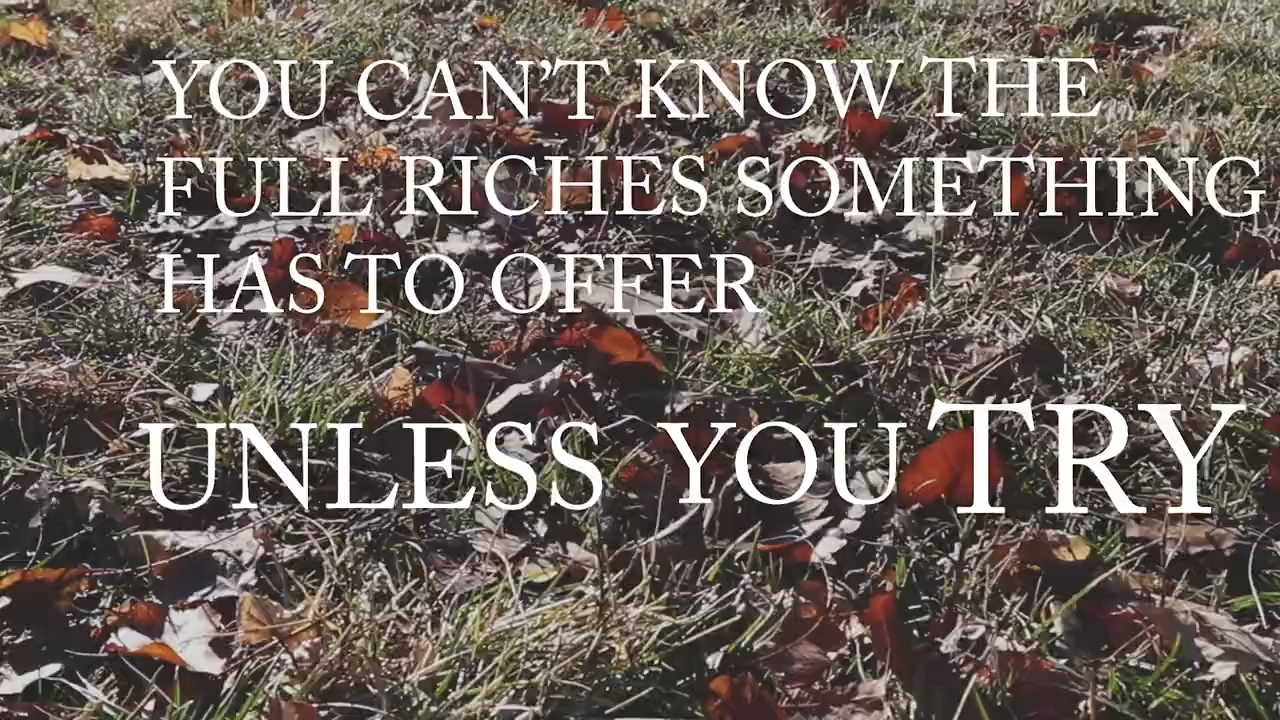 YOU CAN’T KNOW THE
FULL RICHES SOMETHING
HAS TO OFFER
UNLESS YOU TRY